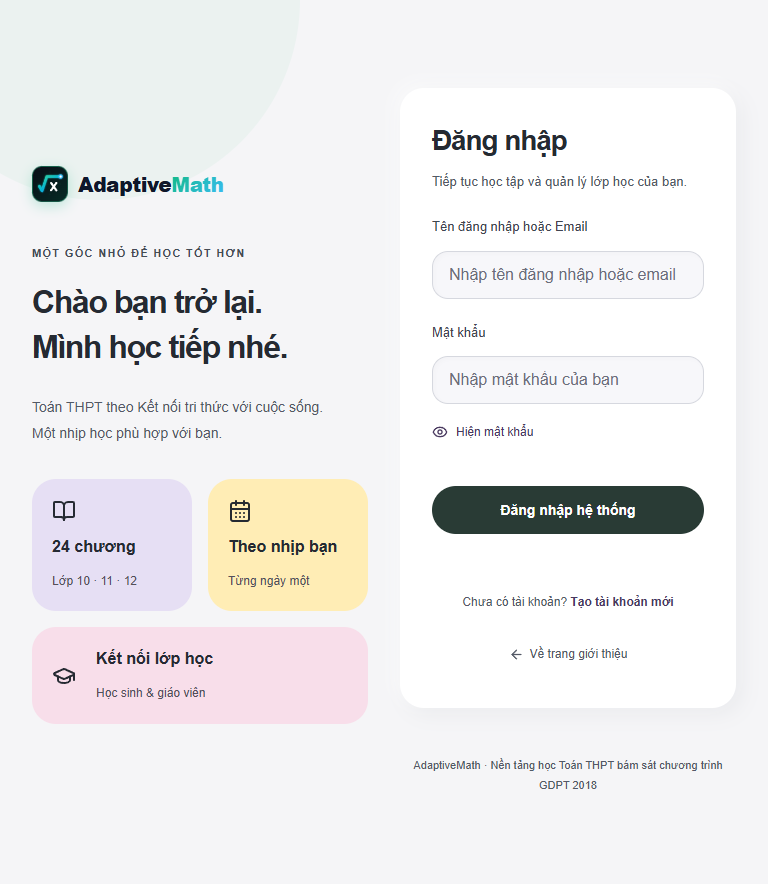 AdaptiveMath
MỘT GÓC NHỎ ĐỂ HỌC TỐT HƠN
Chào bạn trở lại.
Mình học tiếp nhé.
Toán THPT theo Kết nối tri thức với cuộc sống.
Một nhịp học phù hợp với bạn.
24 chương
Lớp 10 · 11 · 12
Theo nhịp bạn
Từng ngày một
Kết nối lớp học
Học sinh & giáo viên
Đăng nhập
Tiếp tục học tập và quản lý lớp học của bạn.
Tên đăng nhập hoặc Email
Nhập tên đăng nhập hoặc email
Mật khẩu
Nhập mật khẩu của bạn
Hiện mật khẩu
Đăng nhập hệ thống
Chưa có tài khoản? Tạo tài khoản mới
Về trang giới thiệu
AdaptiveMath · Nền tảng học Toán THPT bám sát chương trình
GDPT 2018